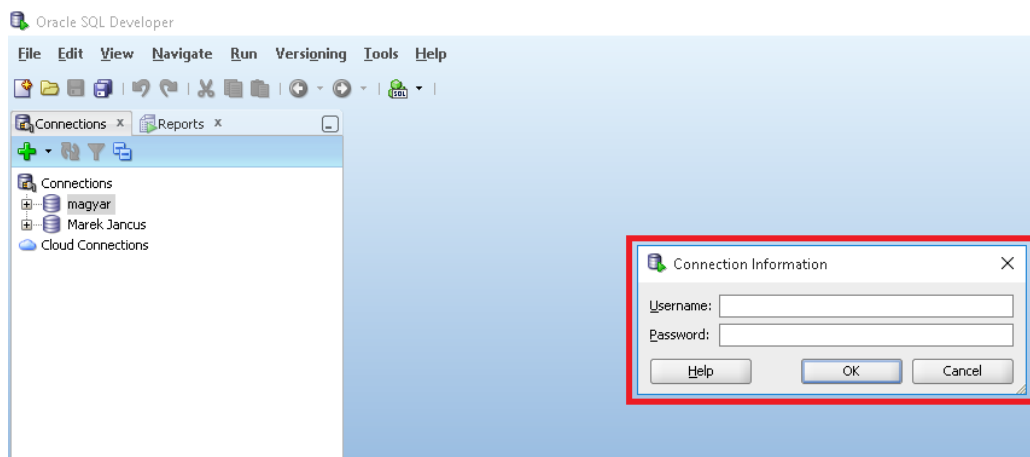 Oracle SQL Developer
File Edit View Navigate Run Versioning Tools Help
SQL
Connections x Reports x
Connections
magyar
Marek Jancus
Cloud Connections
Connection Information
Username:
Password:
Help OK Cancel